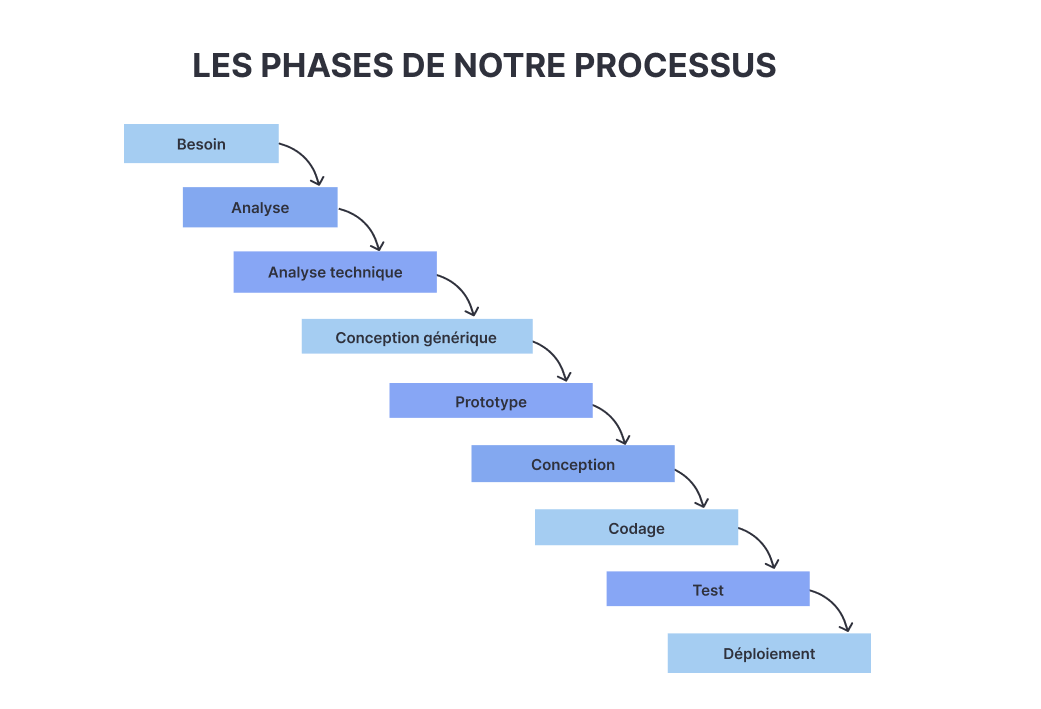 LES PHASES DE NOTRE PROCESSUS
Besoin
Analyse
Analyse technique
Conception générique
Prototype
Conception
Codage
Test
Déploiement